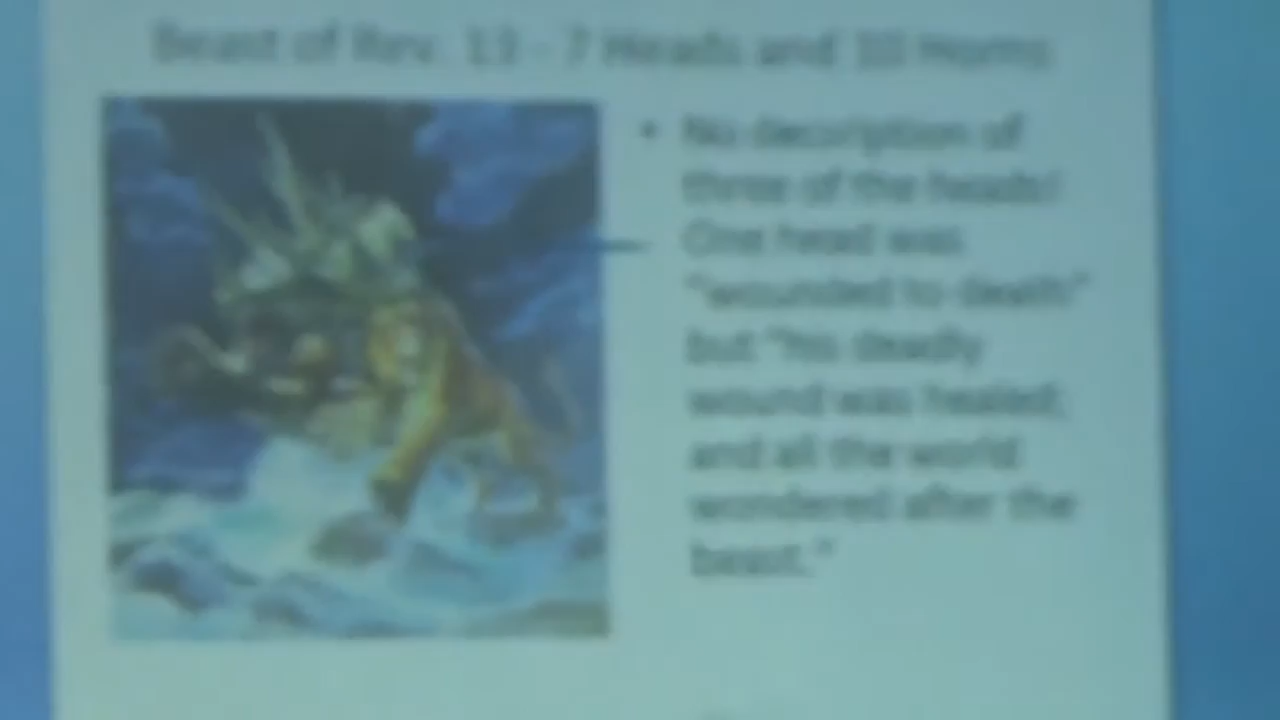 Beast of Rev. 13 - 7 Heads and 10 Horns
• No decription of
three of the heads!
One head was
"wounded to death"
but "his deadly
wound was healed;
and all the world
wondered after the
beast."